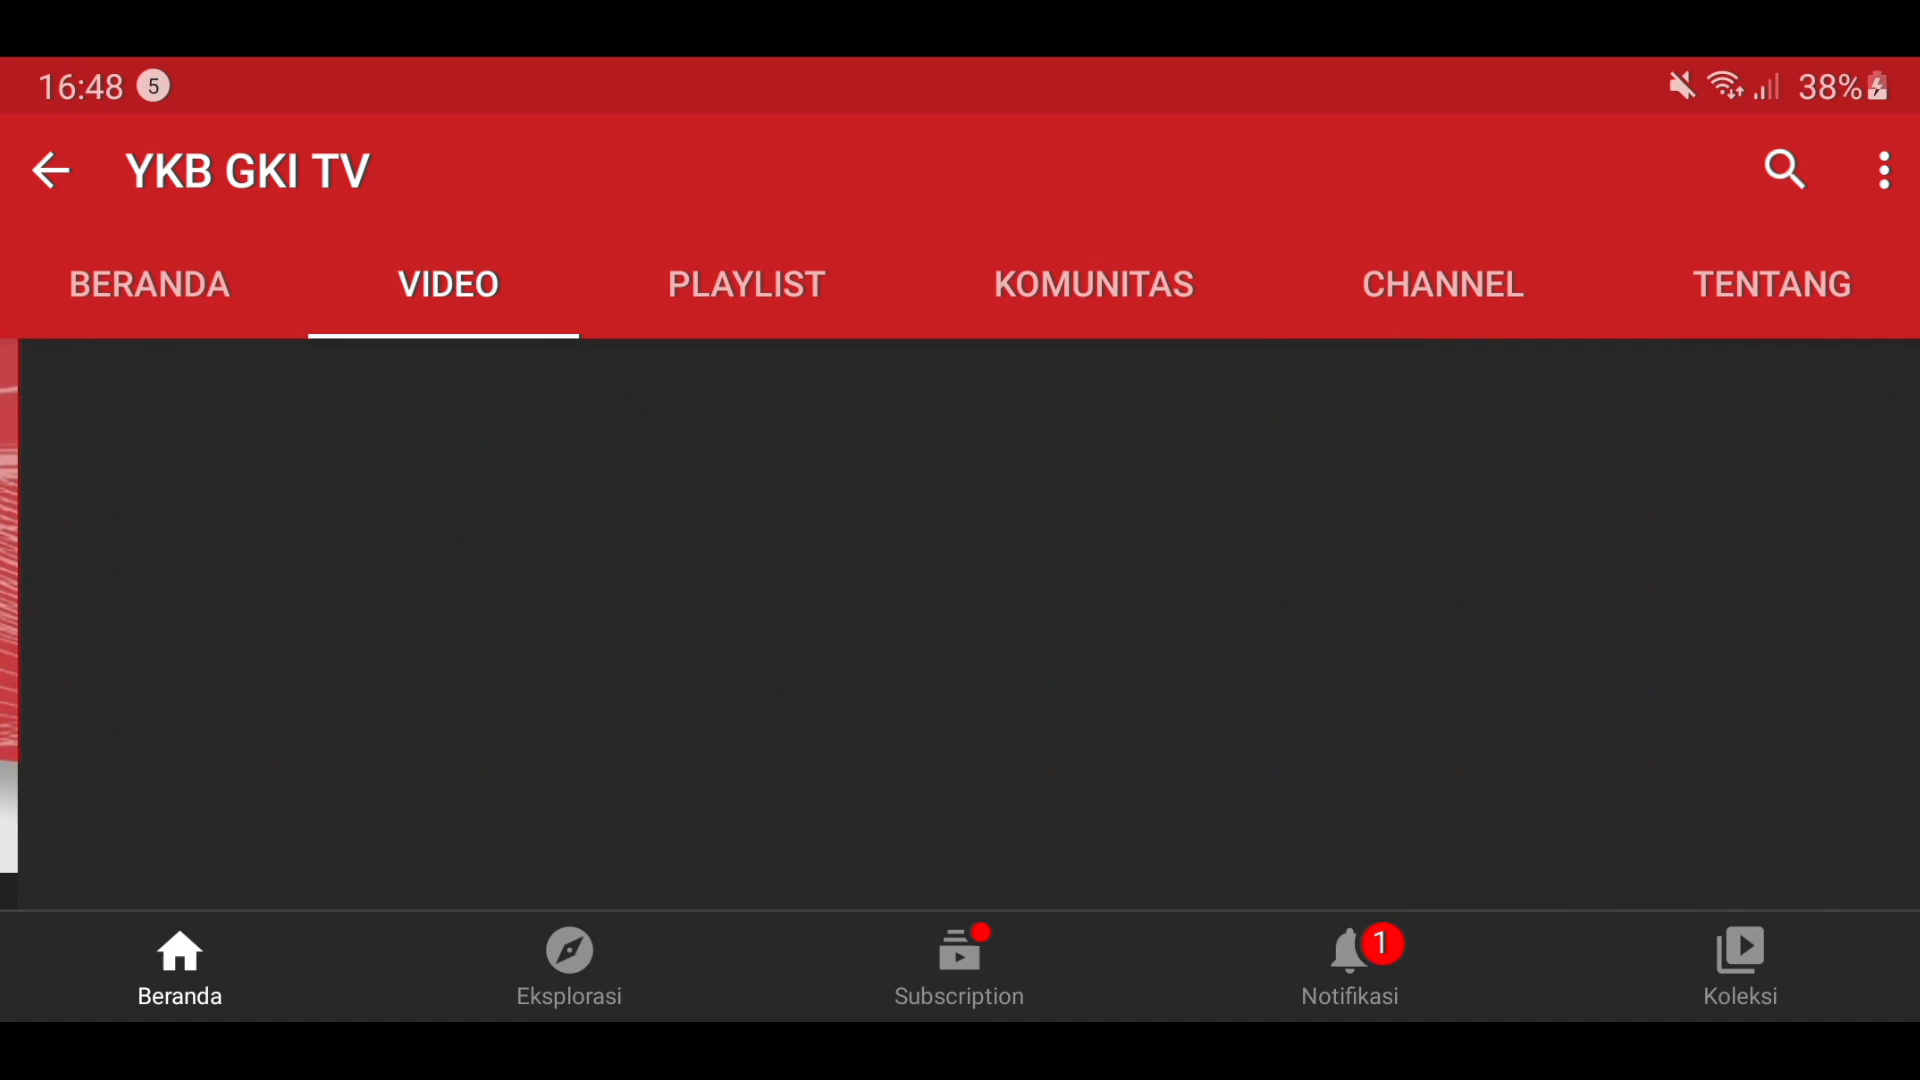 16:48 5 38%
YKB GKI TV
BERANDA VIDEO PLAYLIST KOMUNITAS CHANNEL TENTANG
1
Beranda Eksplorasi Subscription Notifikasi Koleksi